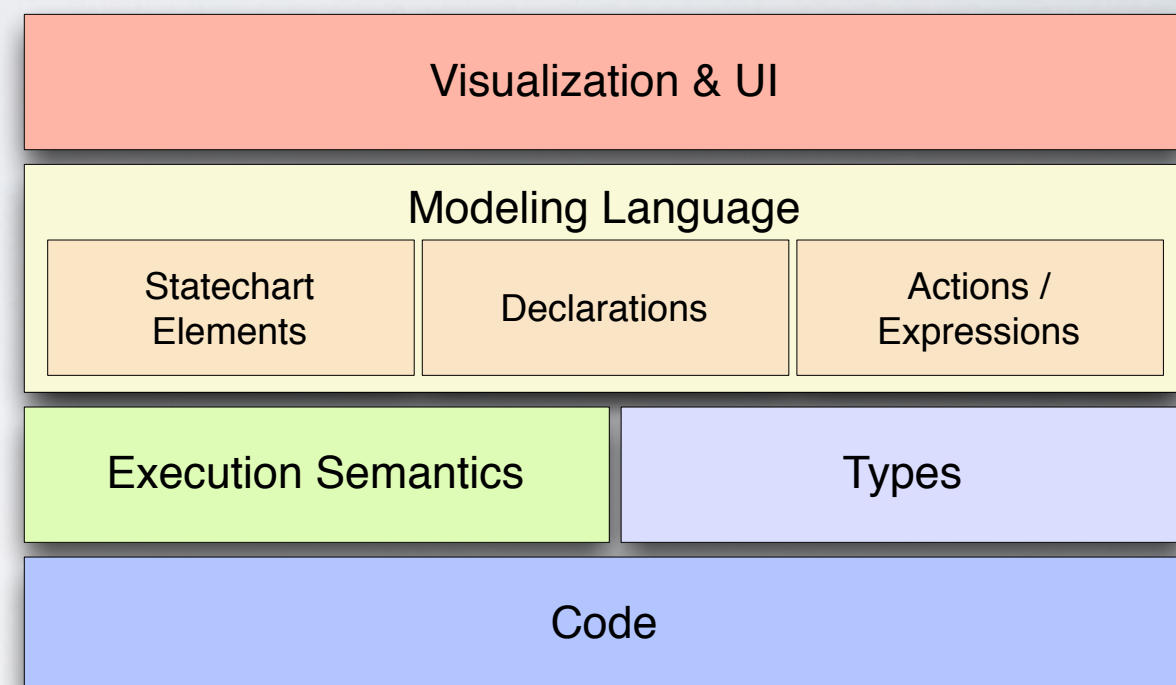 Visualization & UI
Modeling Language
Statechart
Elements
Declarations
Actions /
Expressions
Execution Semantics
Types
Code